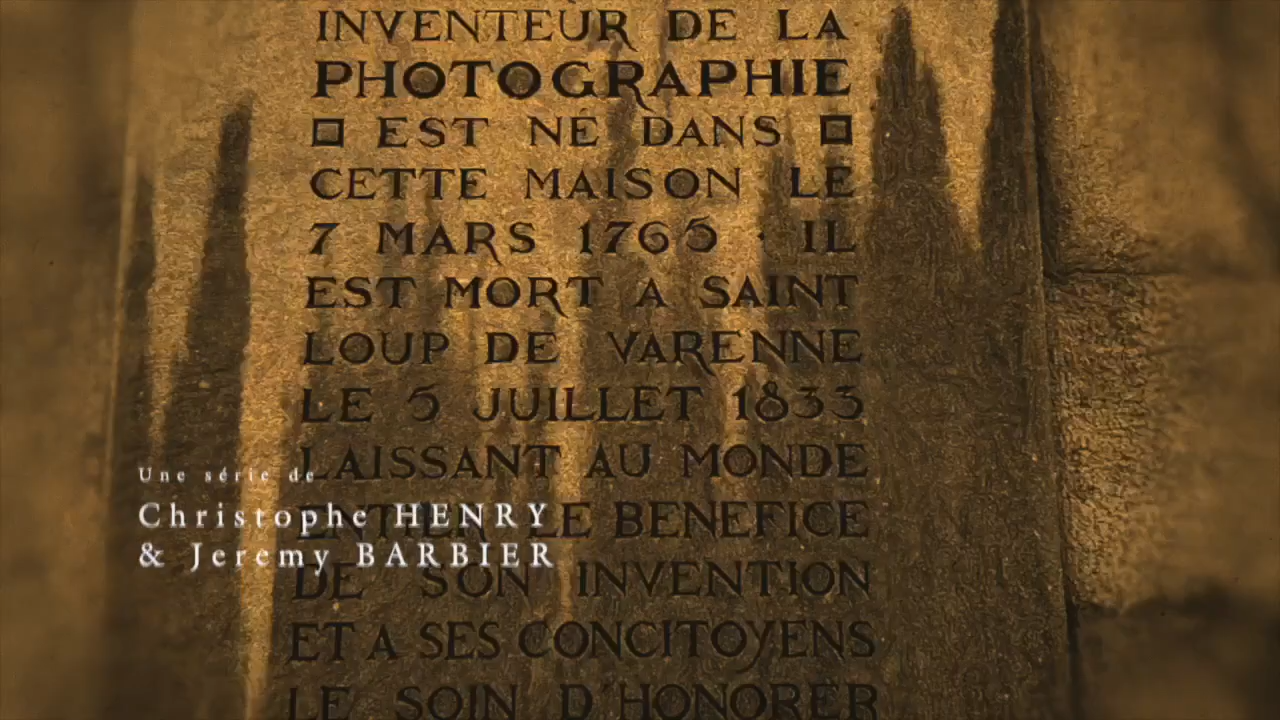 INVENTEUR DE LA
PHOTOGRAPHIE
EST NÉ DANS
CETTE MAISON LE
7 MARS 1765 · IL
EST MORT A SAINT
LOUP DE VARENNE
LE 5 JUILLET 1833
LAISSANT AU MONDE
ENTIER LE BENEFICE
DE SON INVENTION
ET A SES CONCITOYENS
LE SOIN D'HONORER
Une série de
Christophe HENRY
& Jeremy BARBIER